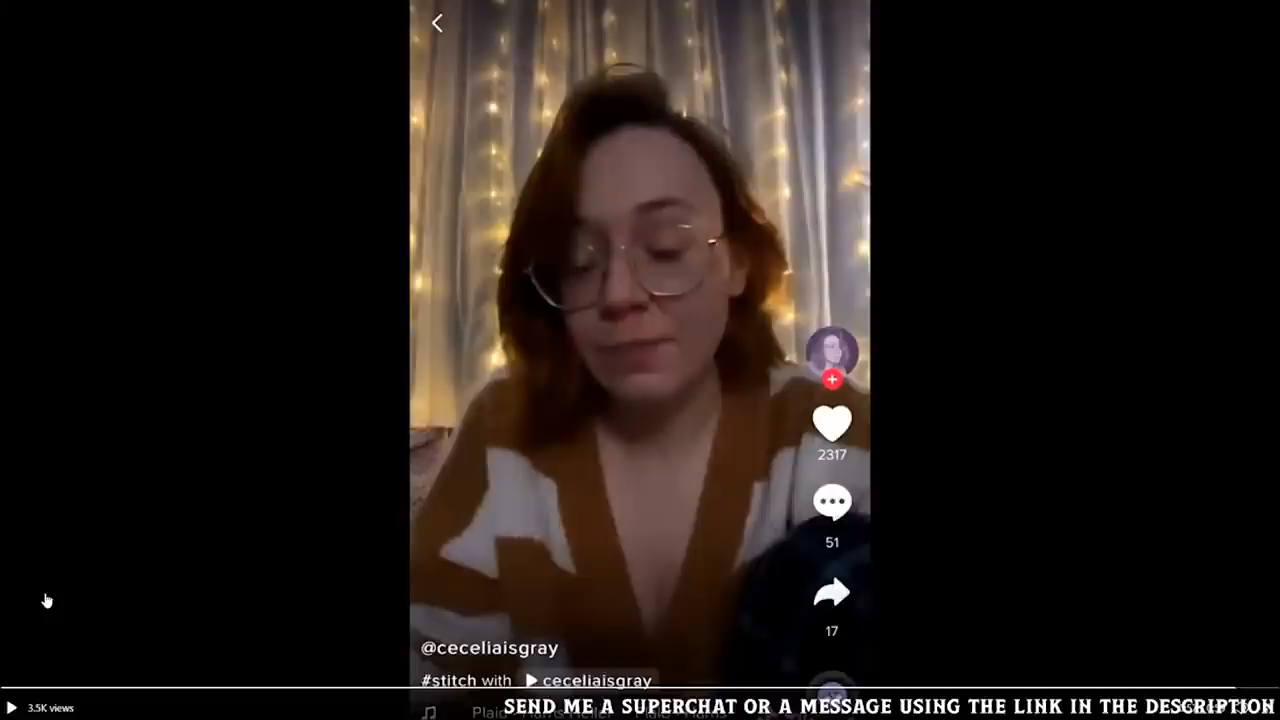 2317
51
17
@ceceliaisgray
#stitch with ceceliaisgray
3.5K views
SEND ME A SUPERCHAT OR A MESSAGE USING THE LINK IN THE DESCRIPTION